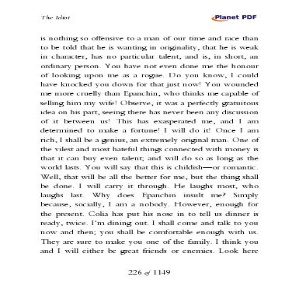 The Idiot
Planet PDF
is nothing so offensive to a man of our time and race than
to be told that he is wanting in originality, that he is weak
in character, has no particular talent, and is, in short, an
ordinary person. You have not even done me the honour
of looking upon me as a rogue. Do you know, I could
have knocked you down for that just now! You wounded
me more cruelly than Epanchin, who thinks me capable of
selling him my wife! Observe, it was a perfectly gratuitous
idea on his part, seeing there has never been any discussion
of it between us! This has exasperated me, and I am
determined to make a fortune! I will do it! Once I am
rich, I shall be a genius, an extremely original man. One of
the vilest and most hateful things connected with money is
that it can buy even talent; and will do so as long as the
world lasts. You will say that this is childish—or romantic.
Well, that will be all the better for me, but the thing shall
be done. I will carry it through. He laughs most, who
laughs last. Why does Epanchin insult me? Simply
because, socially, I am a nobody. However, enough for
the present. Colia has put his nose in to tell us dinner is
ready, twice. I'm dining out. I shall come and talk to you
now and then; you shall be comfortable enough with us.
They are sure to make you one of the family. I think you
and I will either be great friends or enemies. Look here
226 of 1149